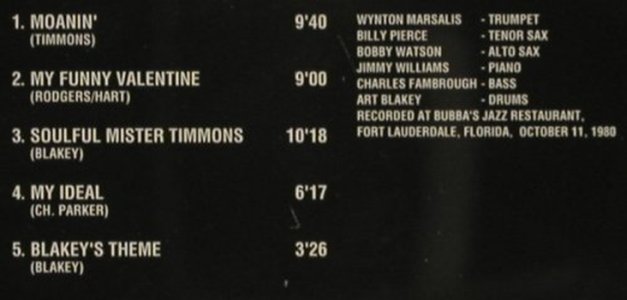 1. MOANIN' 9'40
(TIMMONS)
2. MY FUNNY VALENTINE 9'00
(RODGERS/HART)
3. SOULFUL MISTER TIMMONS 10'18
(BLAKEY)
4. MY IDEAL 6'17
(CH. PARKER)
5. BLAKEY'S THEME 3'26
(BLAKEY)
WYNTON MARSALIS - TRUMPET
BILLY PIERCE - TENOR SAX
BOBBY WATSON - ALTO SAX
JIMMY WILLIAMS - PIANO
CHARLES FAMBROUGH - BASS
ART BLAKEY - DRUMS
RECORDED AT BUBBA'S JAZZ RESTAURANT,
FORT LAUDERDALE, FLORIDA, OCTOBER 11, 1980